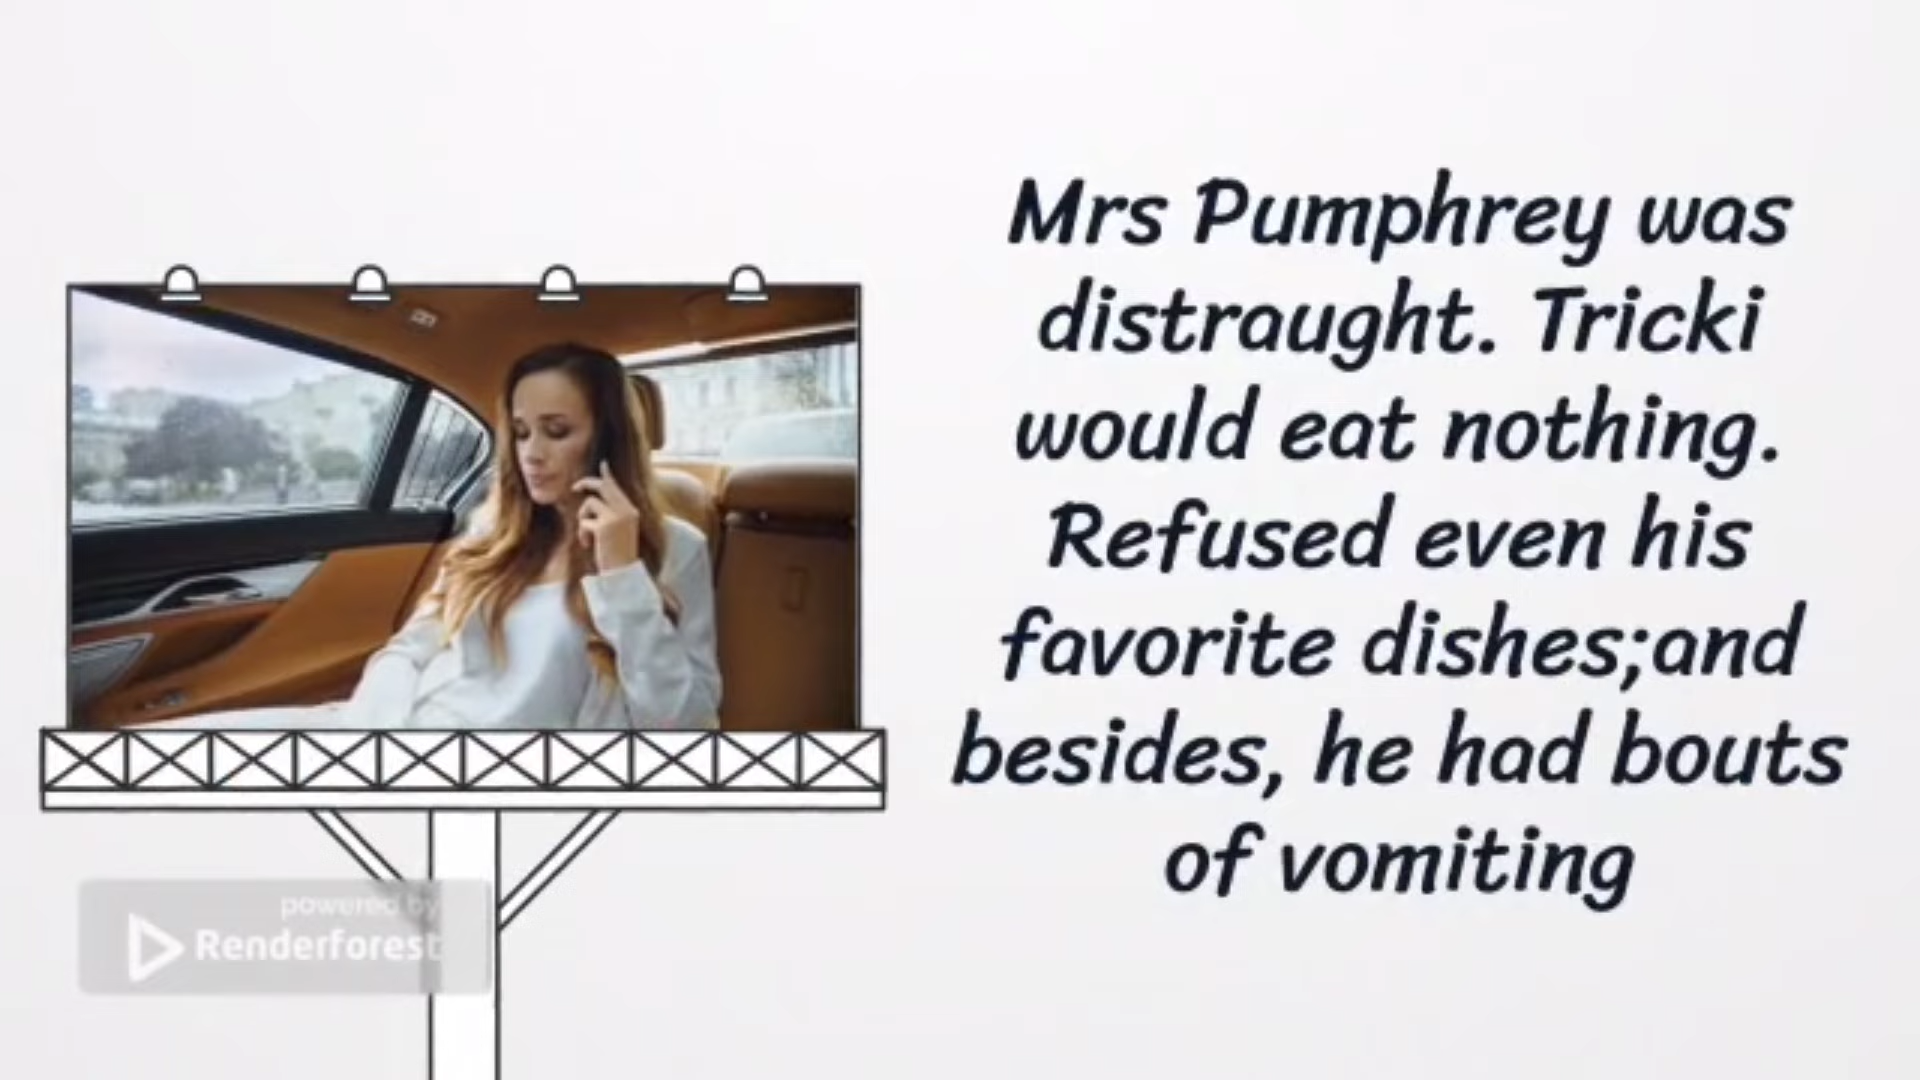 Mrs Pumphrey was
distraught. Tricki
would eat nothing.
Refused even his
favorite dishes;and
besides, he had bouts
of vomiting
powered by
Renderforest